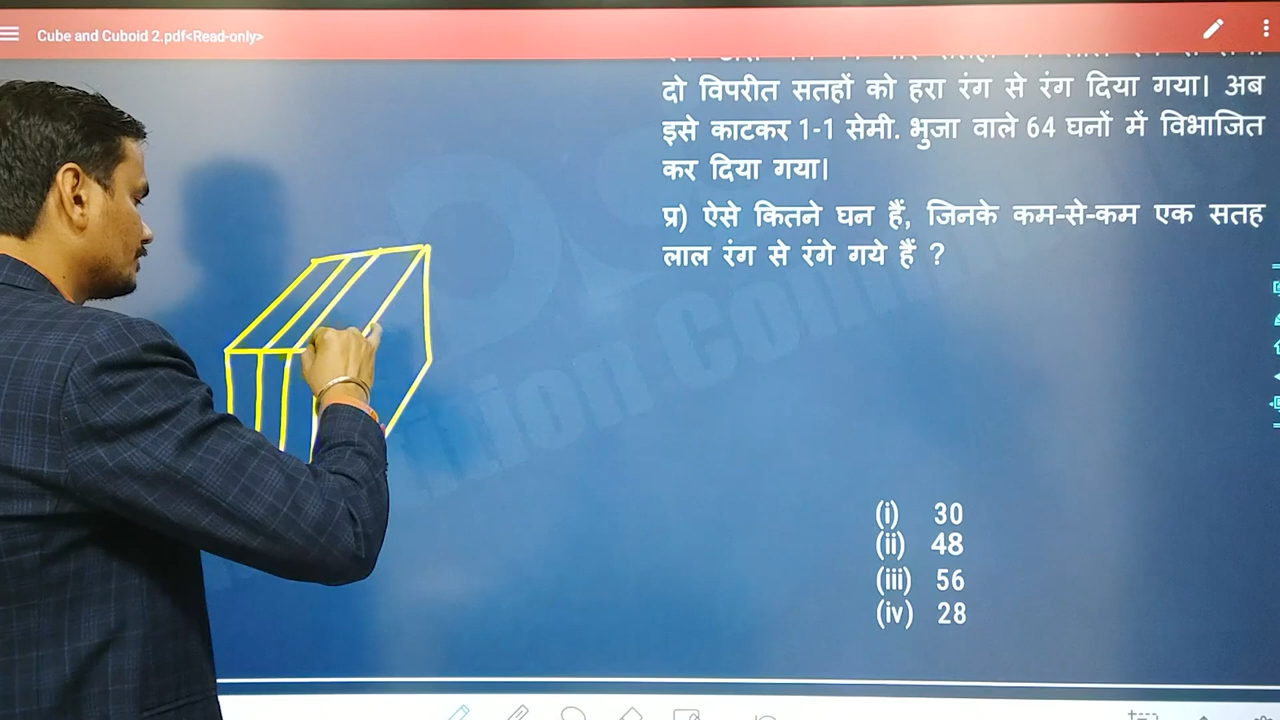 Cube and Cuboid 2.pdf<Read-only>
दो विपरीत सतहों को हरा रंग से रंग दिया गया। अब
इसे काटकर 1-1 सेमी. भुजा वाले 64 घनों में विभाजित
कर दिया गया।
प्र) ऐसे कितने घन हैं, जिनके कम-से-कम एक सतह
लाल रंग से रंगे गये हैं ?
(i) 30
(ii) 48
(iii) 56
(iv) 28